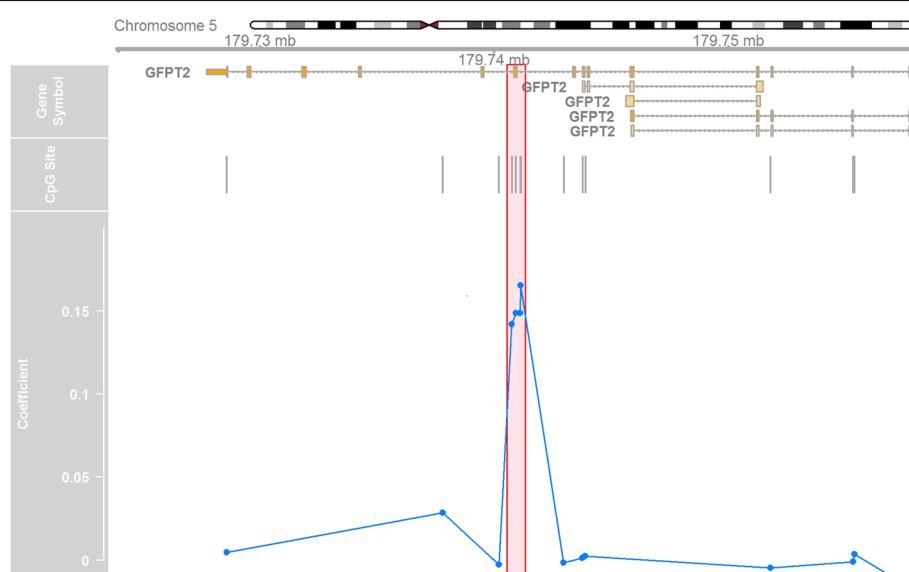 Chromosome 5
179.73 mb
179.75 mb
179.74 mb
Gene
Symbol
GFPT2
GFPT2
GFPT2
GFPT2
GFPT2
CpG Site
Coefficient
0.15
0.1
0.05
0